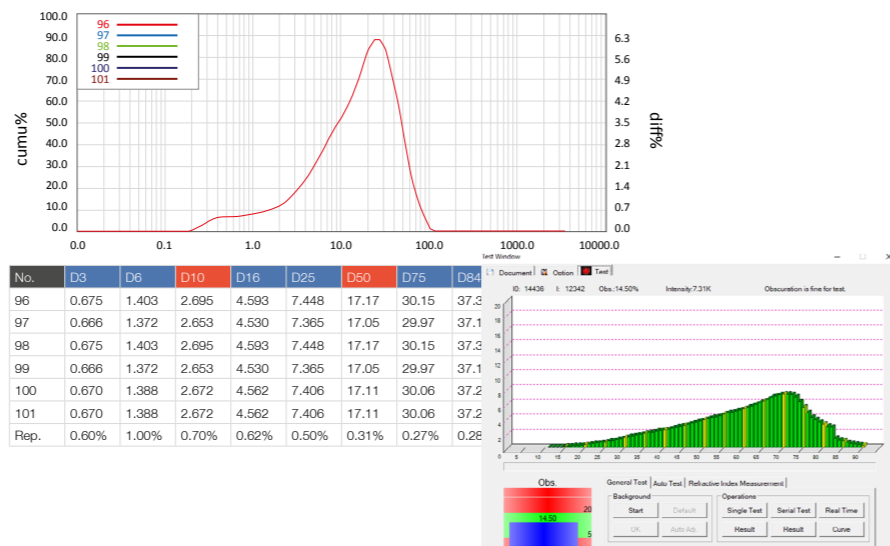 100.0
90.0
80.0
70.0
60.0
50.0
40.0
30.0
20.0
10.0
0.0
cumu%
96
97
98
99
100
101
6.3
5.6
4.9
4.2
3.5
2.8
2.1
1.4
0.7
0.0
diff%
0.0 0.1 1.0 10.0 100.0 1000.0 10000.0
No. D3 D6 D10 D16 D25 D50 D75 D84
96 0.675 1.403 2.695 4.593 7.448 17.17 30.15 37.3
97 0.666 1.372 2.653 4.530 7.365 17.05 29.97 37.1
98 0.675 1.403 2.695 4.593 7.448 17.17 30.15 37.3
99 0.666 1.372 2.653 4.530 7.365 17.05 29.97 37.1
100 0.670 1.388 2.672 4.562 7.406 17.11 30.06 37.2
101 0.670 1.388 2.672 4.562 7.406 17.11 30.06 37.2
Rep. 0.60% 1.00% 0.70% 0.62% 0.50% 0.31% 0.27% 0.28
Test Window
Document Option Test
I0: 14436 I: 12342 Obs.:14.50% Intensity:7.31K Obscuration is fine for test.
20
18
16
14
12
10
8
6
4
2
0 5 10 15 20 25 30 35 40 45 50 55 60 65 70 75 80 85 90
Obs.
20
14.50
5
General Test Auto Test Refractive Index Measurement
Background Operations
Start Default Single Test Serial Test Real Time
OK Auto Adj. Result Result Curve